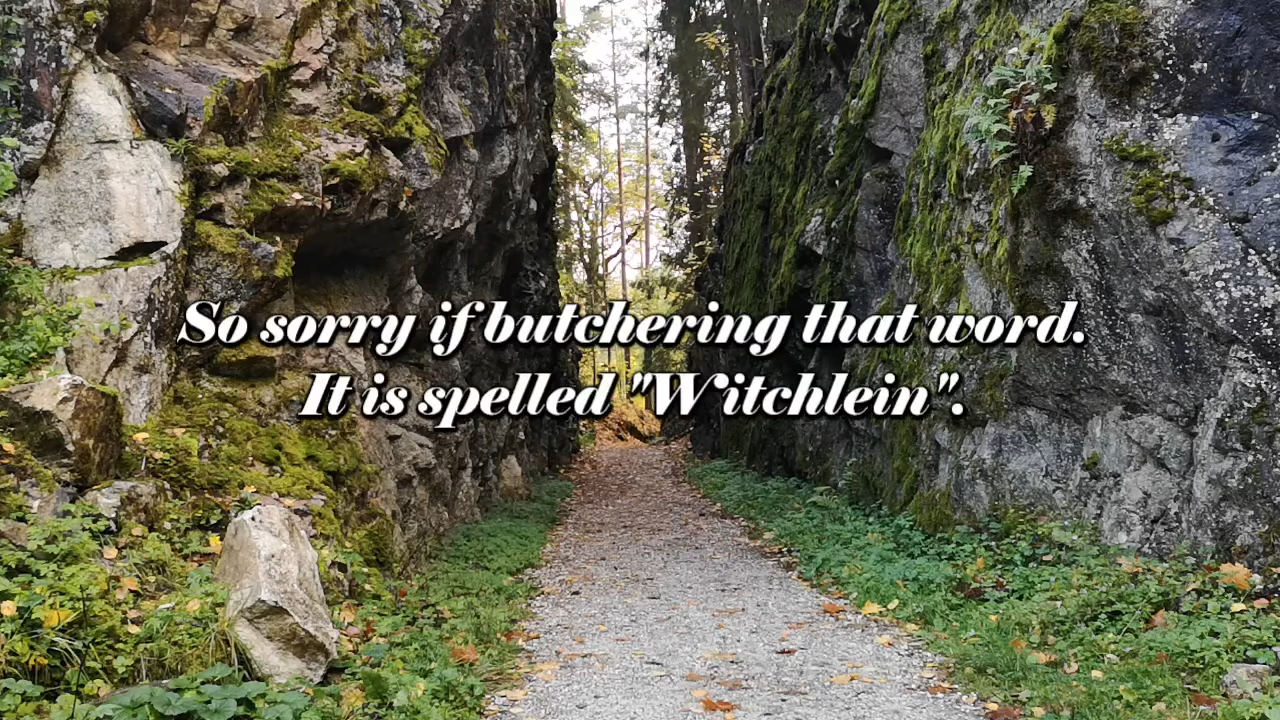 So sorry if butchering that word.
It is spelled "Witchlein".